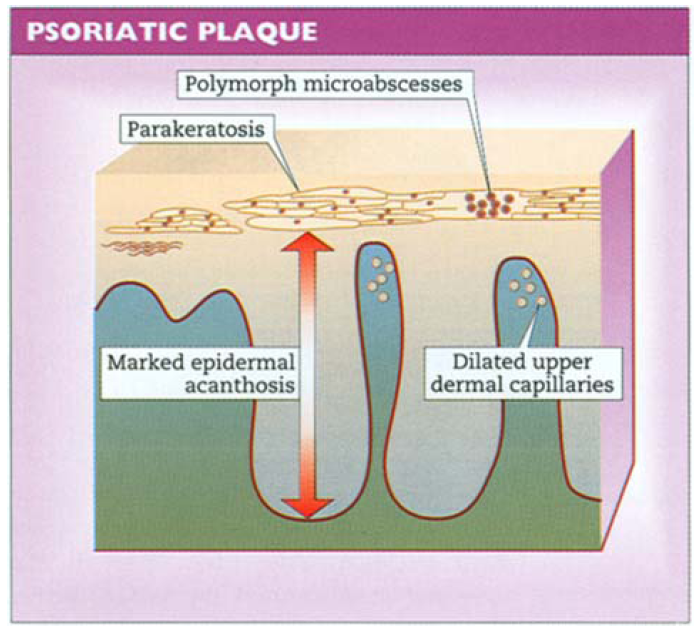 PSORIATIC PLAQUE
Polymorph microabscesses
Parakeratosis
Marked epidermal
acanthosis
Dilated upper
dermal capillaries